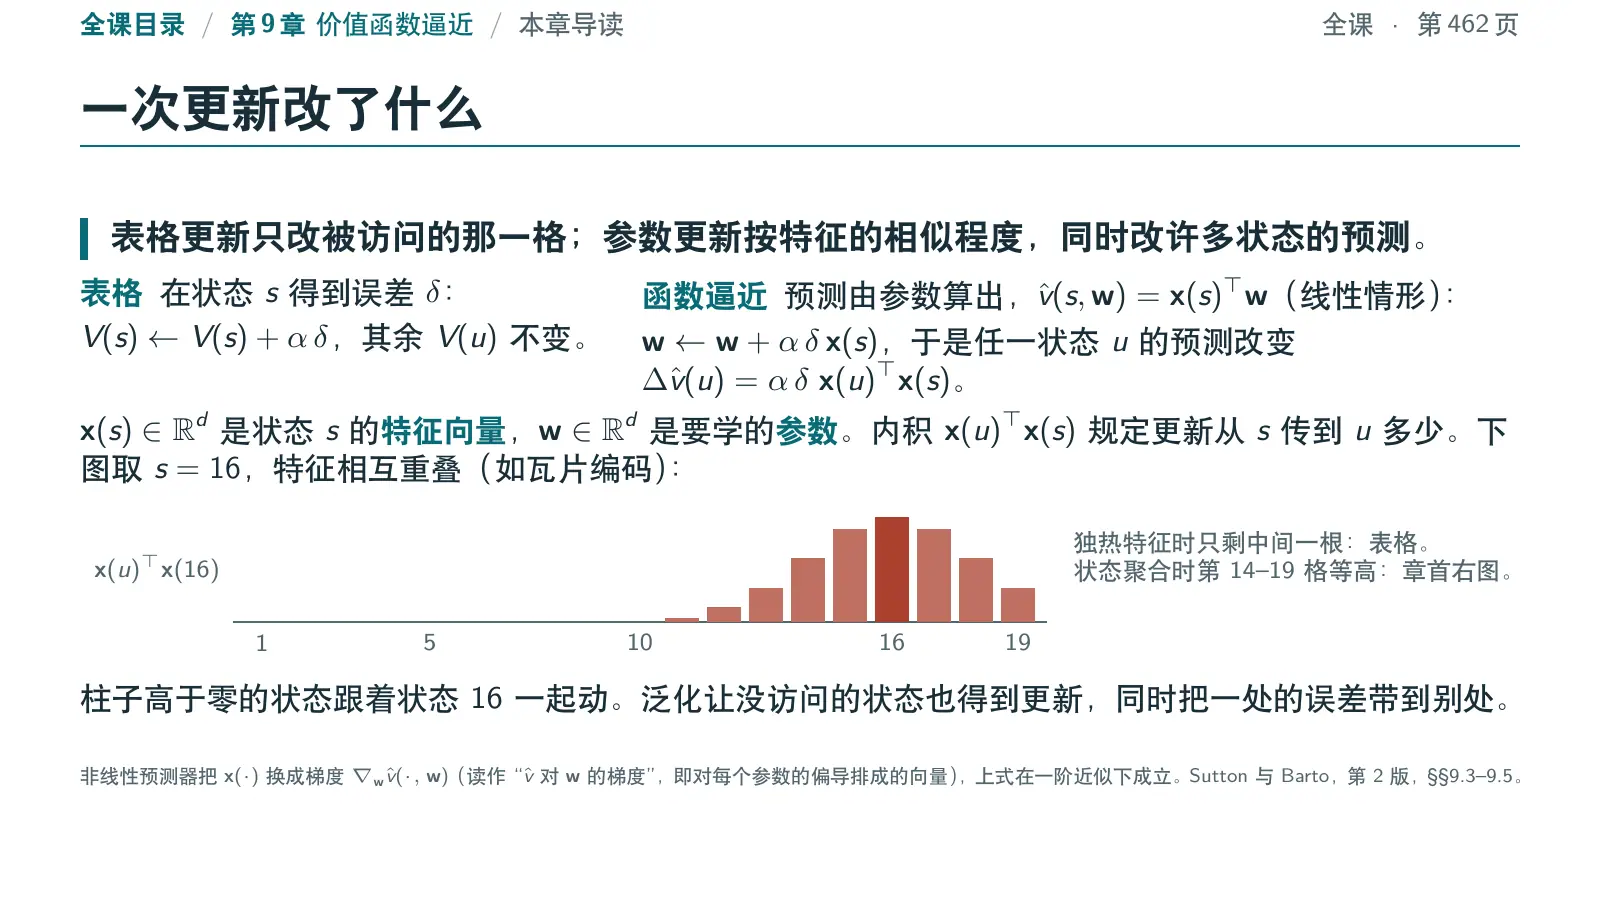 全课目录 / 第 9 章 价值函数逼近 / 本章导读
全课 · 第 462 页
一次更新改了什么
表格更新只改被访问的那一格；参数更新按特征的相似程度，同时改许多状态的预测。
表格 在状态 s 得到误差 δ：
V(s) ← V(s) + α δ，其余 V(u) 不变。
函数逼近 预测由参数算出，v̂(s, w) = x(s)⊤w（线性情形）：
w ← w + α δ x(s)，于是任一状态 u 的预测改变
Δv̂(u) = α δ x(u)⊤x(s)。
x(s) ∈ ℝᵈ 是状态 s 的特征向量，w ∈ ℝᵈ 是要学的参数。内积 x(u)⊤x(s) 规定更新从 s 传到 u 多少。下
图取 s = 16，特征相互重叠（如瓦片编码）：
x(u)⊤x(16)
独热特征时只剩中间一根：表格。
状态聚合时第 14–19 格等高：章首右图。
1 5 10 16 19
柱子高于零的状态跟着状态 16 一起动。泛化让没访问的状态也得到更新，同时把一处的误差带到别处。
非线性预测器把 x(·) 换成梯度 ∇w v̂(·, w)（读作 “v̂ 对 w 的梯度”，即对每个参数的偏导排成的向量），上式在一阶近似下成立。Sutton 与 Barto，第 2 版，§§9.3–9.5。